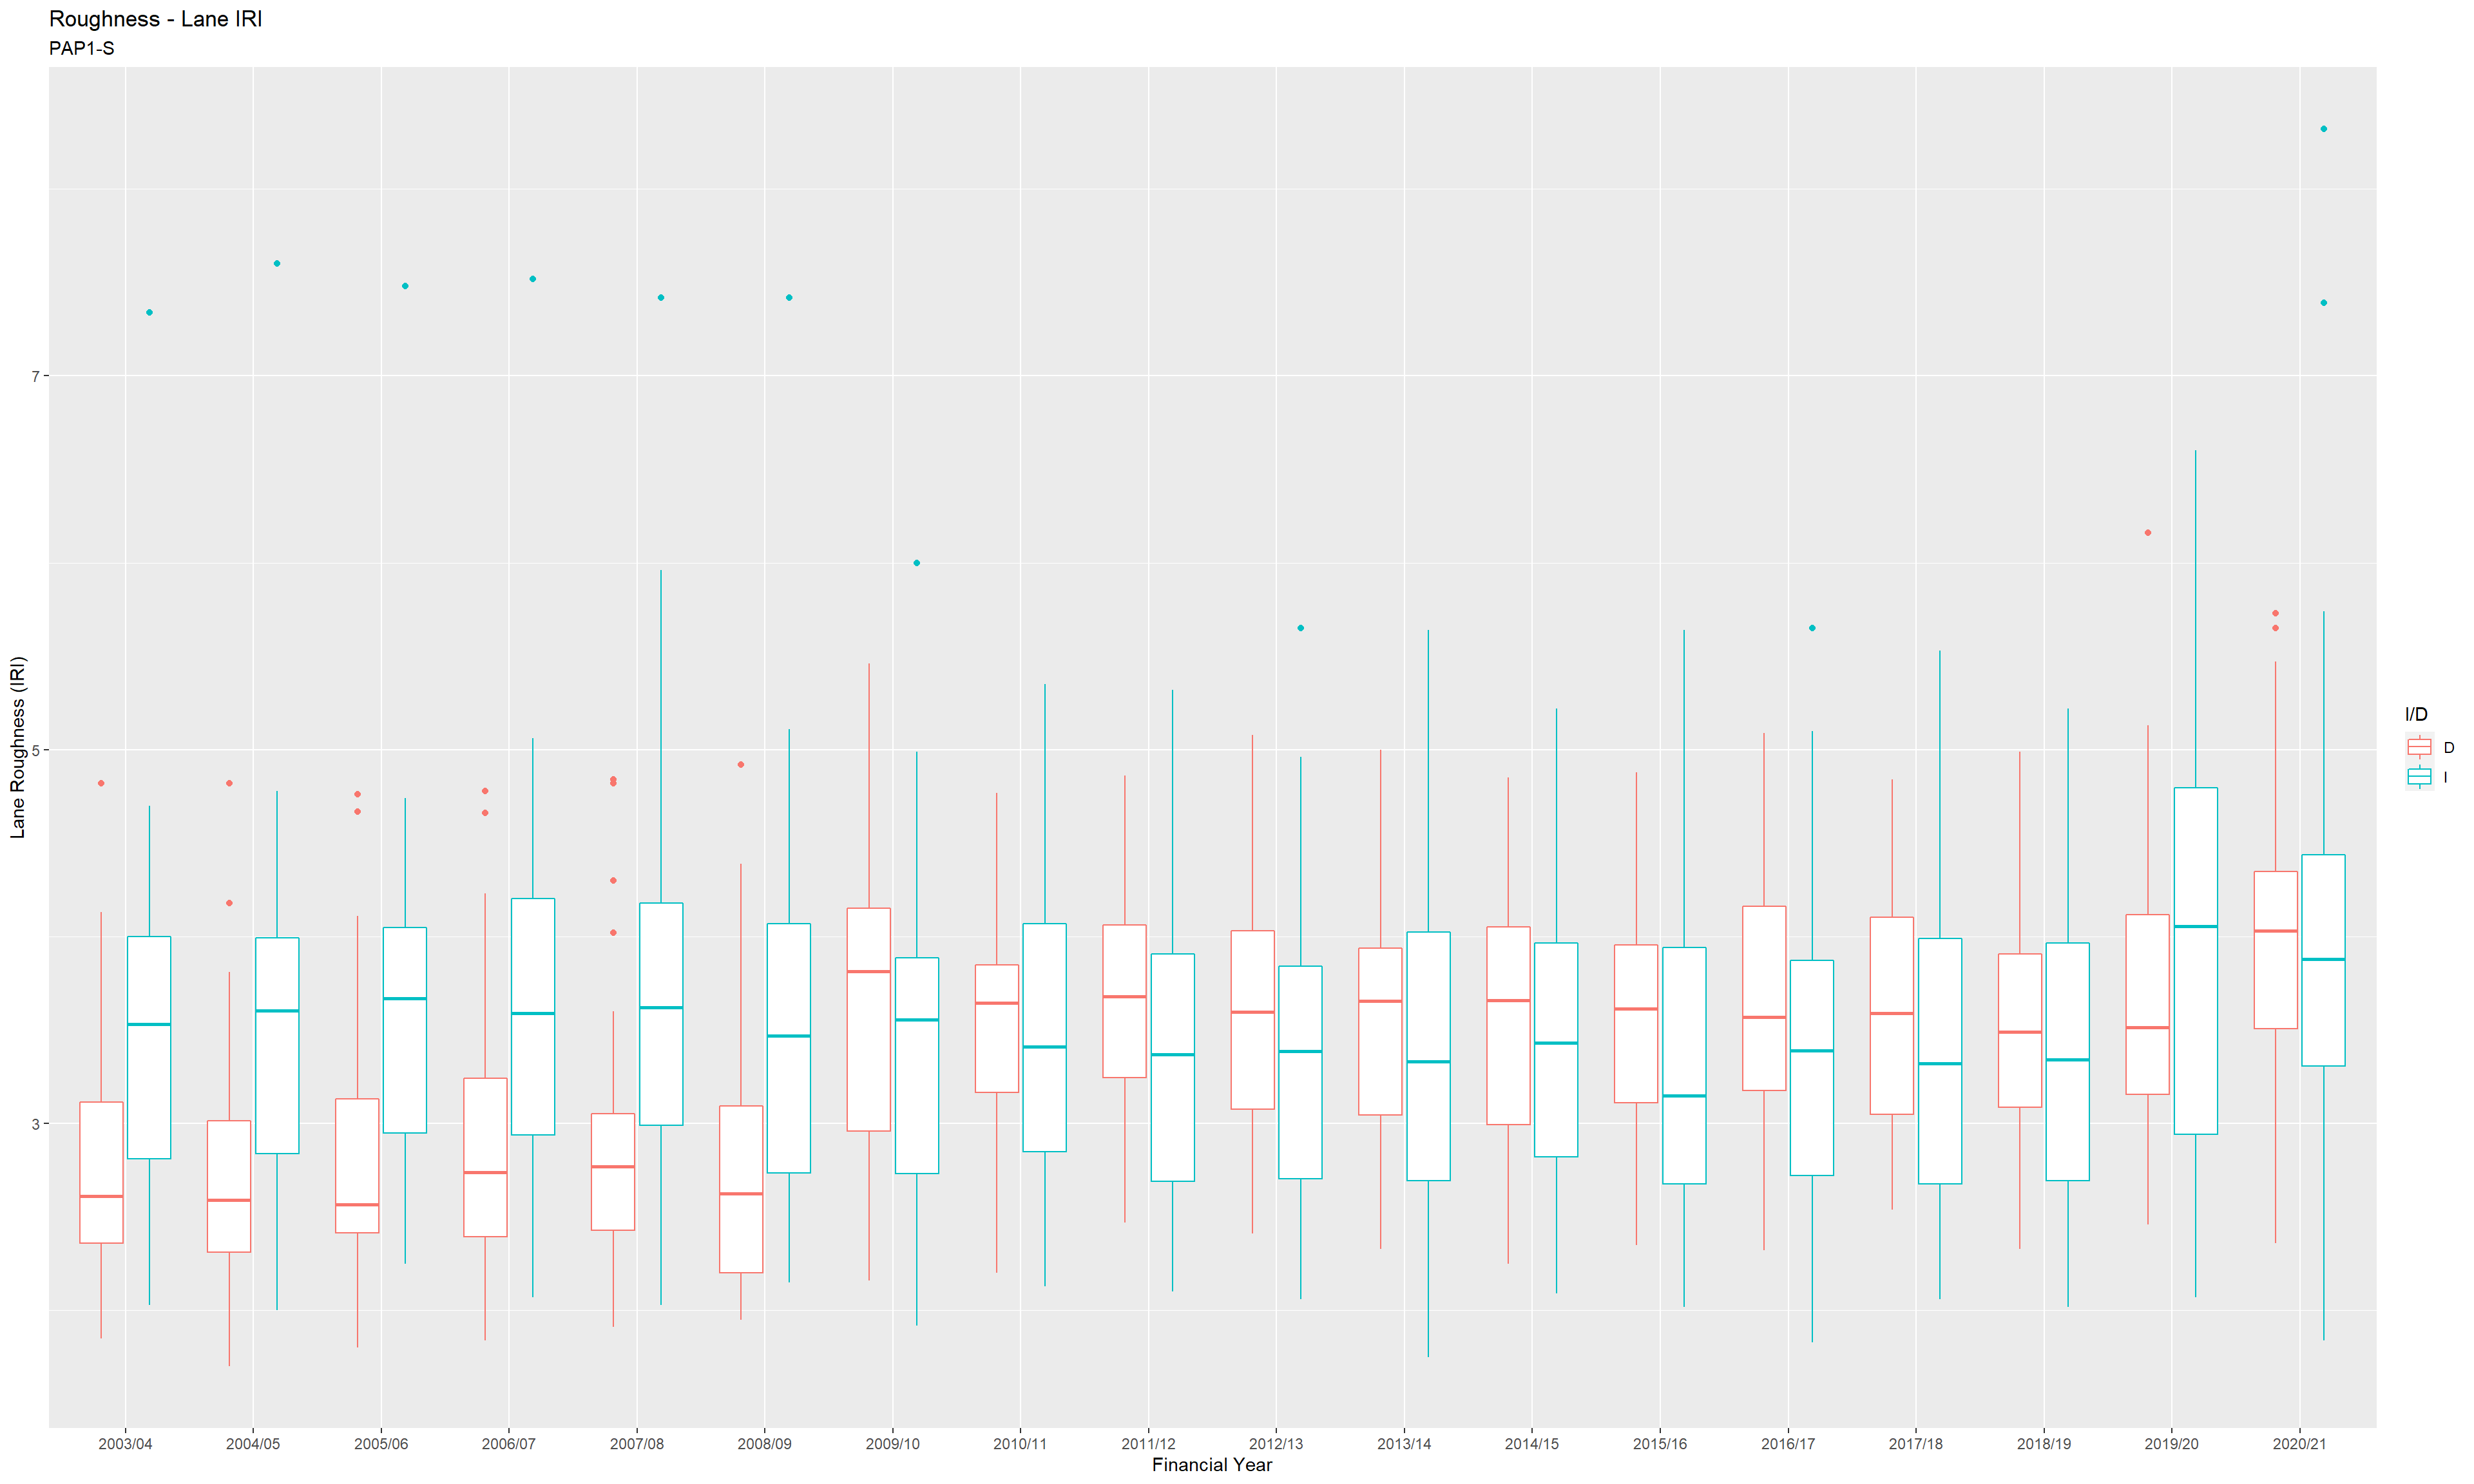 Roughness - Lane IRI
PAP1-S
Lane Roughness (IRI)
7
5
3
2003/04 2004/05 2005/06 2006/07 2007/08 2008/09 2009/10 2010/11 2011/12 2012/13 2013/14 2014/15 2015/16 2016/17 2017/18 2018/19 2019/20 2020/21
Financial Year
I/D
D
I